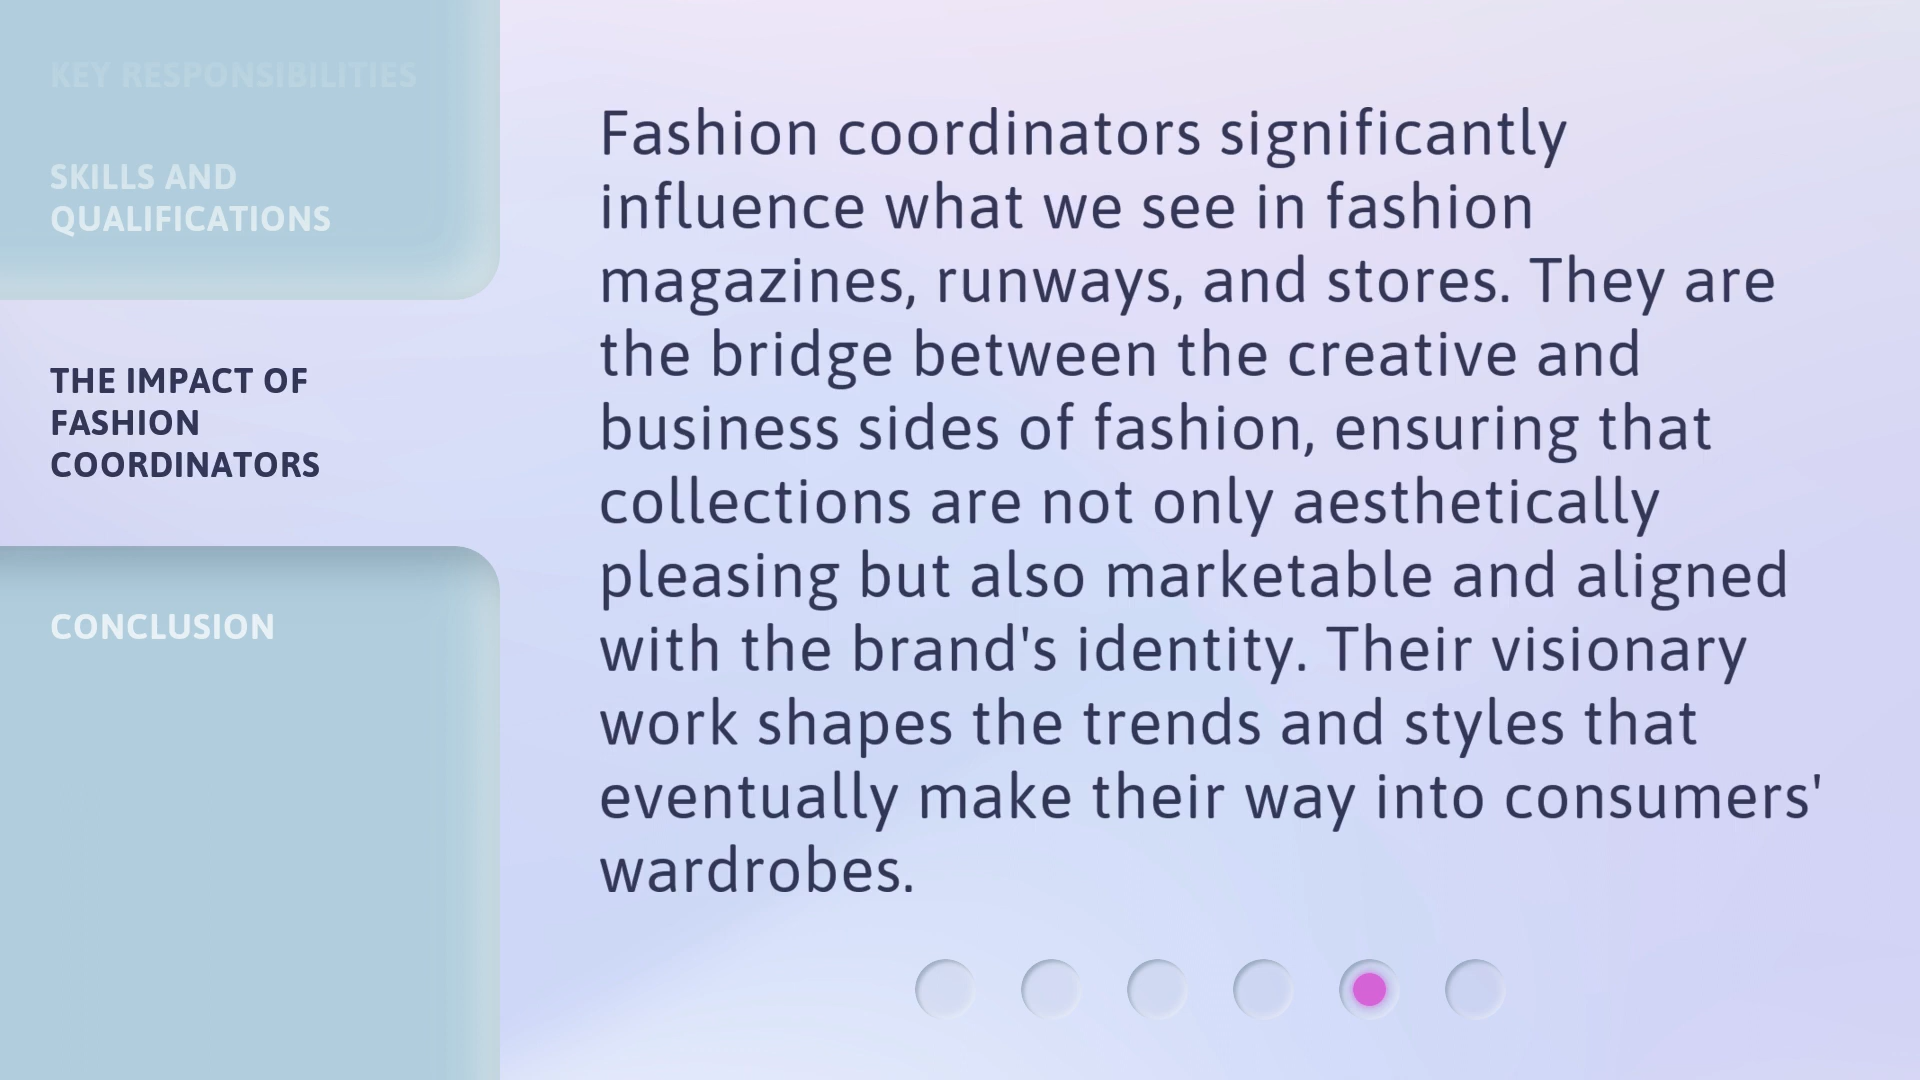 KEY RESPONSIBILITIES
SKILLS AND
QUALIFICATIONS
THE IMPACT OF
FASHION
COORDINATORS
CONCLUSION
Fashion coordinators significantly
influence what we see in fashion
magazines, runways, and stores. They are
the bridge between the creative and
business sides of fashion, ensuring that
collections are not only aesthetically
pleasing but also marketable and aligned
with the brand's identity. Their visionary
work shapes the trends and styles that
eventually make their way into consumers'
wardrobes.